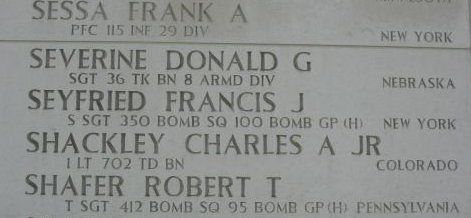 SESSA FRANK A
PFC 115 INF 29 DIV NEW YORK
SEVERINE DONALD G
SGT 36 TK BN 8 ARMD DIV NEBRASKA
SEYFRIED FRANCIS J
S SGT 350 BOMB SQ 100 BOMB GP (H) NEW YORK
SHACKLEY CHARLES A JR
1 LT 702 TD BN COLORADO
SHAFER ROBERT T
T SGT 412 BOMB SQ 95 BOMB GP (H) PENNSYLVANIA